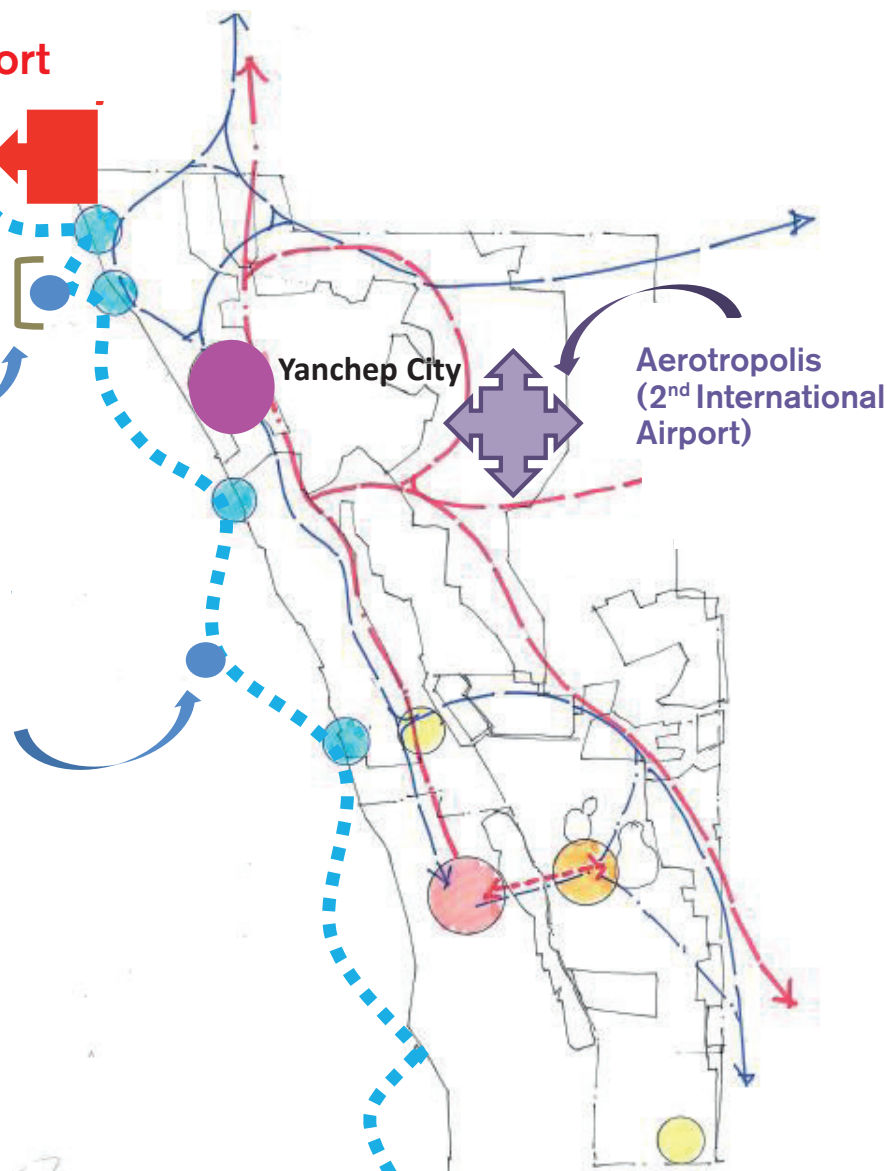 ort
Yanchep City
Aerotropolis
(2nd International
Airport)